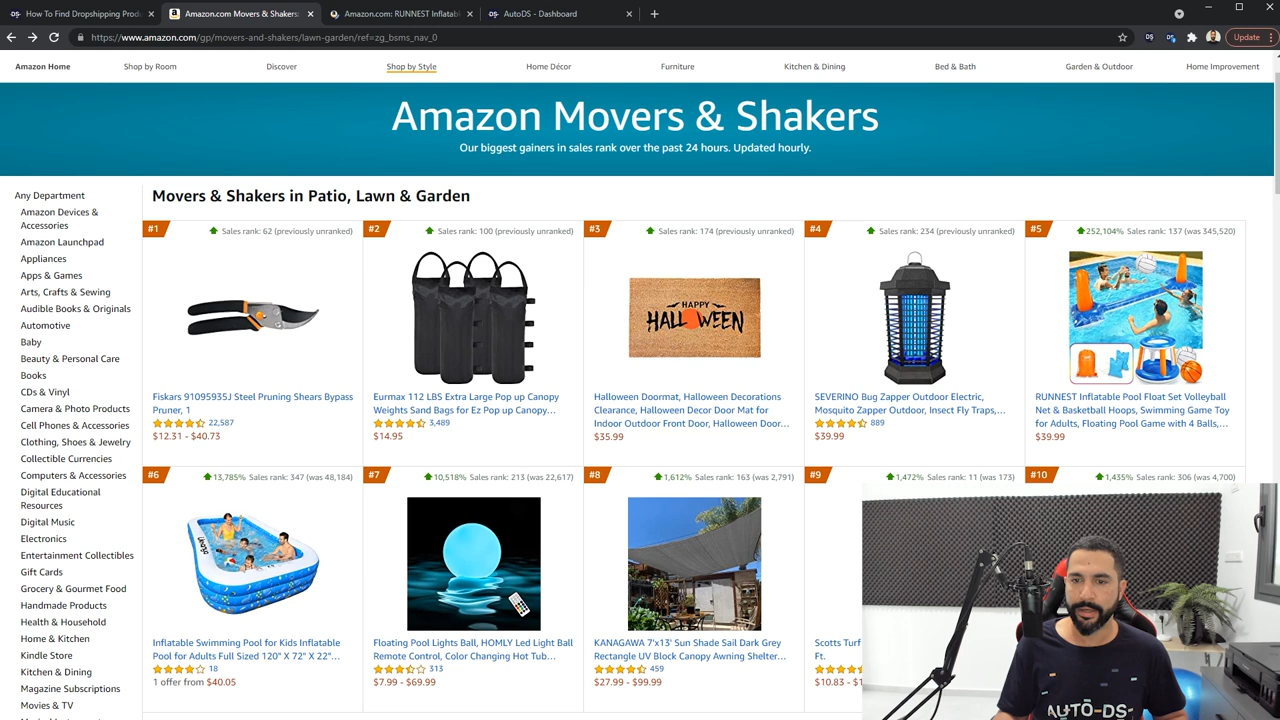 How To Find Dropshipping Prod
Amazon.com Movers & Shakers:
Amazon.com: RUNNEST Inflatabl
AutoDS - Dashboard
https://www.amazon.com/gp/movers-and-shakers/lawn-garden/ref=zg_bsms_nav_0
Update
Amazon Home
Shop by Room
Discover
Shop by Style
Home Décor
Furniture
Kitchen & Dining
Bed & Bath
Garden & Outdoor
Home Improvement
Amazon Movers & Shakers
Our biggest gainers in sales rank over the past 24 hours. Updated hourly.
Any Department
Amazon Devices &
Accessories
Amazon Launchpad
Appliances
Apps & Games
Arts, Crafts & Sewing
Audible Books & Originals
Automotive
Baby
Beauty & Personal Care
Books
CDs & Vinyl
Camera & Photo Products
Cell Phones & Accessories
Clothing, Shoes & Jewelry
Collectible Currencies
Computers & Accessories
Digital Educational
Resources
Digital Music
Electronics
Entertainment Collectibles
Gift Cards
Grocery & Gourmet Food
Handmade Products
Health & Household
Home & Kitchen
Kindle Store
Kitchen & Dining
Magazine Subscriptions
Movies & TV
Movers & Shakers in Patio, Lawn & Garden
#1
Sales rank: 62 (previously unranked)
Fiskars 91095935J Steel Pruning Shears Bypass
Pruner, 1
22,587
$12.31 - $40.73
#2
Sales rank: 100 (previously unranked)
Eurmax 112 LBS Extra Large Pop up Canopy
Weights Sand Bags for Ez Pop up Canopy...
3,489
$14.95
#3
Sales rank: 174 (previously unranked)
HAPPY
HALLOWEEN
Halloween Doormats, Halloween Decorations
Clearance, Halloween Decor Door Mat for
Indoor Outdoor Front Door, Halloween Door...
$35.99
#4
Sales rank: 234 (previously unranked)
SEVERINO Bug Zapper Outdoor Electric,
Mosquito Zapper Outdoor, Insect Fly Traps,...
889
$39.99
#5
252,104% Sales rank: 137 (was 345,520)
RUNNEST Inflatable Pool Float Set Volleyball
Net & Basketball Hoops, Swimming Game Toy
for Adults, Floating Pool Game with 4 Balls,...
$39.99
#6
13,785% Sales rank: 347 (was 48,184)
Inflatable Swimming Pool for Kids Inflatable
Pool for Adults Full Sized 120" X 72" X 22"...
18
1 offer from $40.05
#7
10,518% Sales rank: 213 (was 22,617)
Floating Pool Lights Ball, HOMLY Led Light Ball
Remote Control, Color Changing Hot Tub...
313
$7.99 - $69.99
#8
1,612% Sales rank: 163 (was 2,791)
KANAGAWA 7'x13' Sun Shade Sail Dark Grey
Rectangle UV Block Canopy Awning Shelter...
459
$27.99 - $99.99
#9
1,472% Sales rank: 11 (was 173)
Scotts Turf
Ft.
$10.83 - $1
#10
1,435% Sales rank: 306 (was 4,700)
AUTO-DS